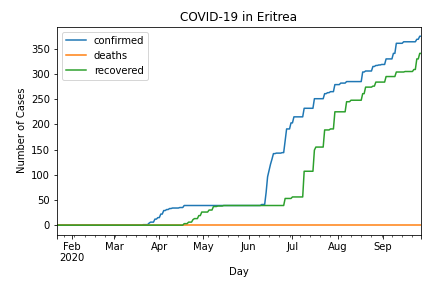 COVID-19 in Eritrea
confirmed
deaths
recovered
Number of Cases
350
300
250
200
150
100
50
0
Feb Mar Apr May Jun Jul Aug Sep
2020
Day